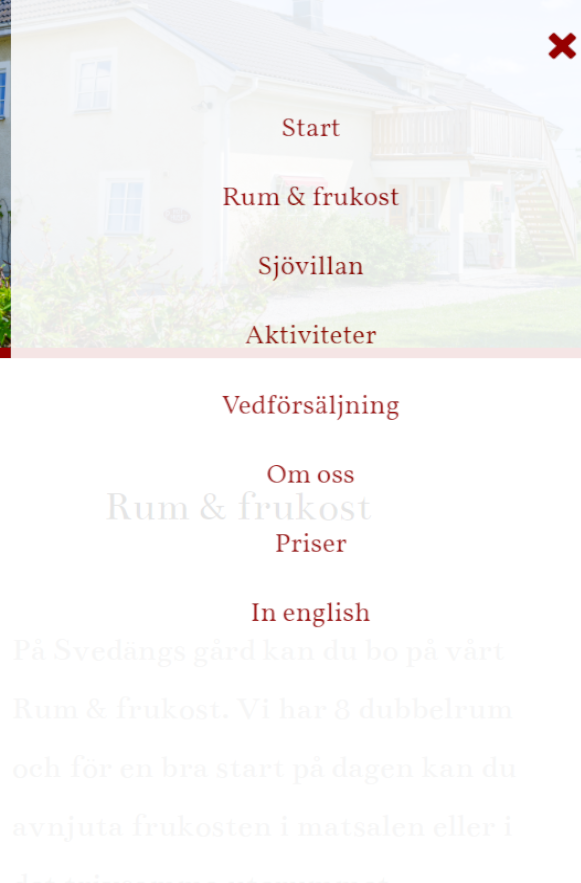 Start
Rum & frukost
Sjövillan
Aktiviteter
Vedförsäljning
Om oss
Rum & frukost
Priser
In english
På Svedängs gård kan du bo på vårt
Rum & frukost. Vi har 8 dubbelrum
och för en bra start på dagen kan du
avnjuta frukosten i matsalen eller i